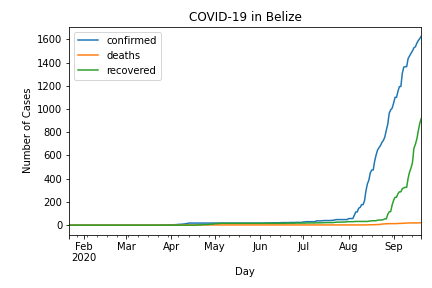 COVID-19 in Belize
confirmed
deaths
recovered
Number of Cases
1600
1400
1200
1000
800
600
400
200
0
Feb Mar Apr May Jun Jul Aug Sep
2020
Day